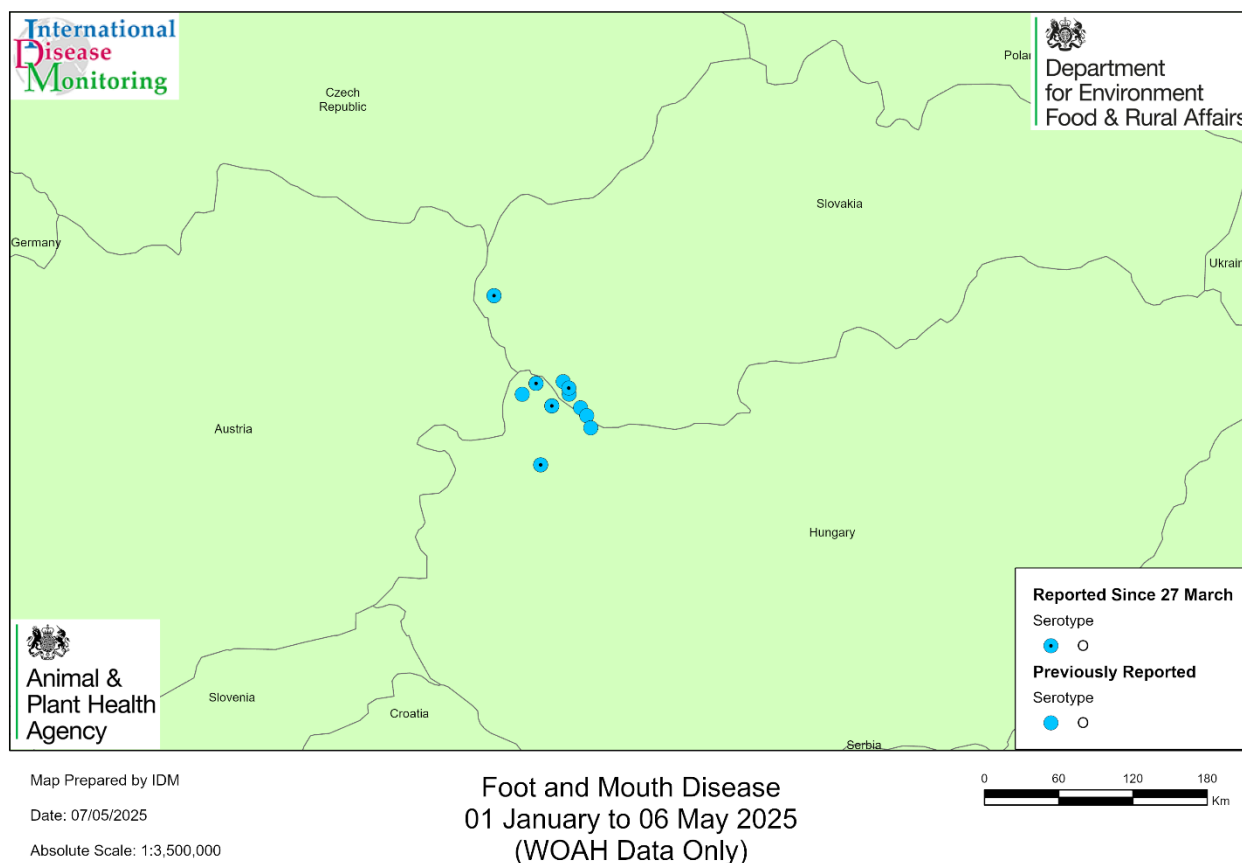 International
Disease
Monitoring
Department
for Environment
Food & Rural Affairs
Czech
Republic
Slovakia
Germany
Ukrain
Austria
Hungary
Slovenia
Croatia
Serbia
Animal &
Plant Health
Agency
Reported Since 27 March
Serotype
O
Previously Reported
Serotype
O
Map Prepared by IDM
Date: 07/05/2025
Absolute Scale: 1:3,500,000
Foot and Mouth Disease
01 January to 06 May 2025
(WOAH Data Only)
0 60 120 180
Km